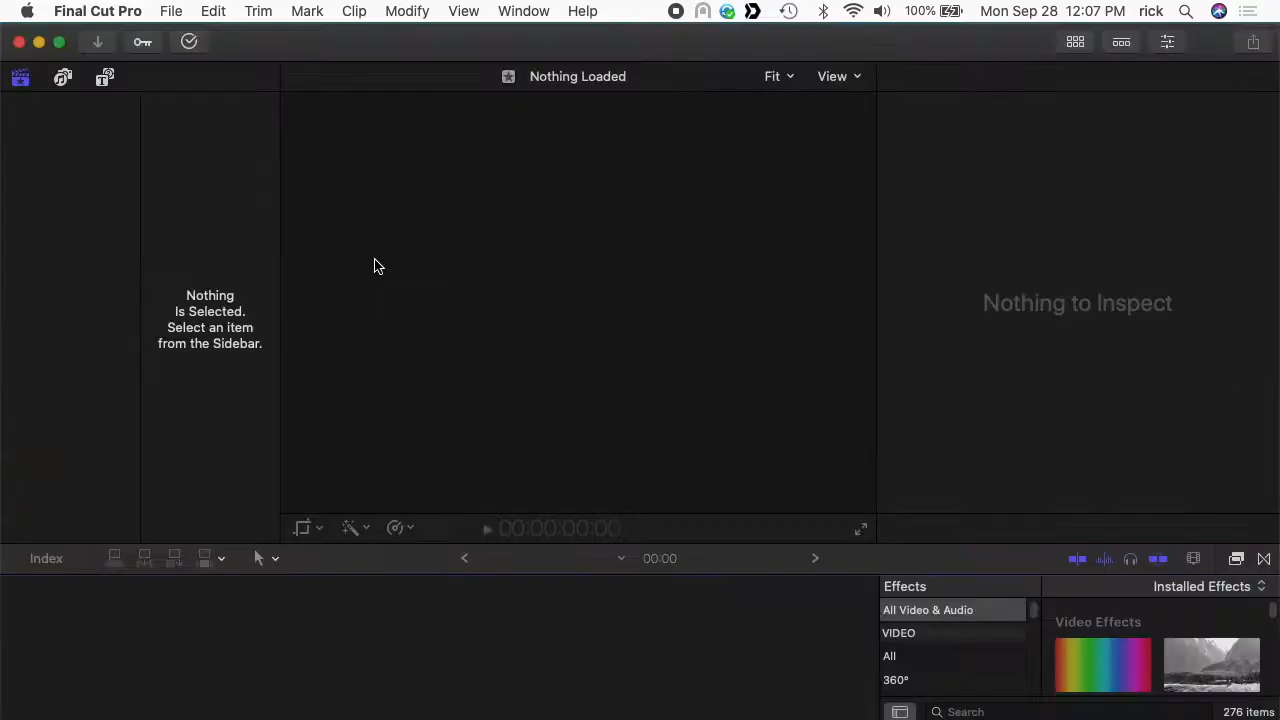 Final Cut Pro File Edit Trim Mark Clip Modify View Window Help 100% Mon Sep 28 12:07 PM rick
Nothing Loaded Fit View
Nothing
Is Selected.
Select an item
from the Sidebar.
Nothing to Inspect
00:00:00:00
Index 00:00
Effects Installed Effects
All Video & Audio
VIDEO
All
360°
Video Effects
Search 276 items